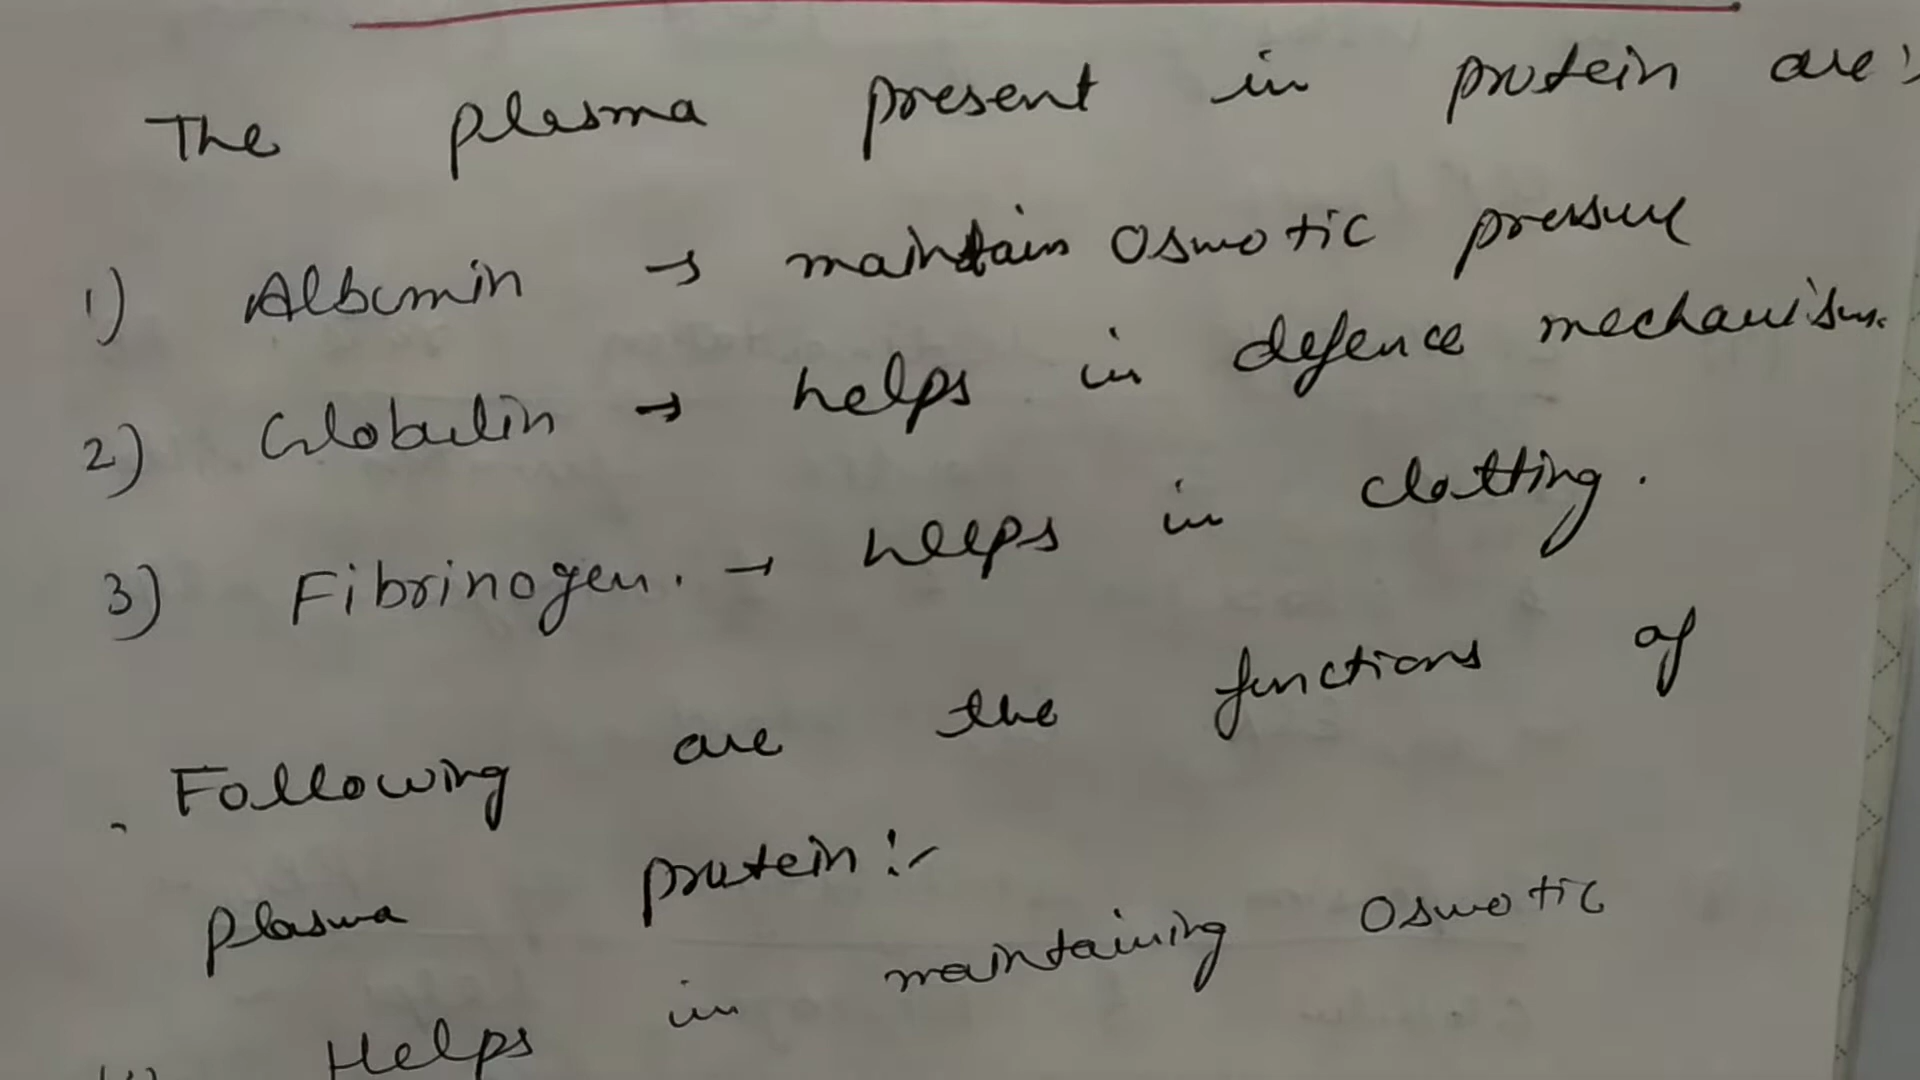 The plasma present in protein are:
1) Albumin → maintain osmotic pressure
2) Globulin → helps in defence mechanism.
3) Fibrinogen. → helps in clotting.
Following are the functions of
plasma protein:-
Helps in maintaining osmotic